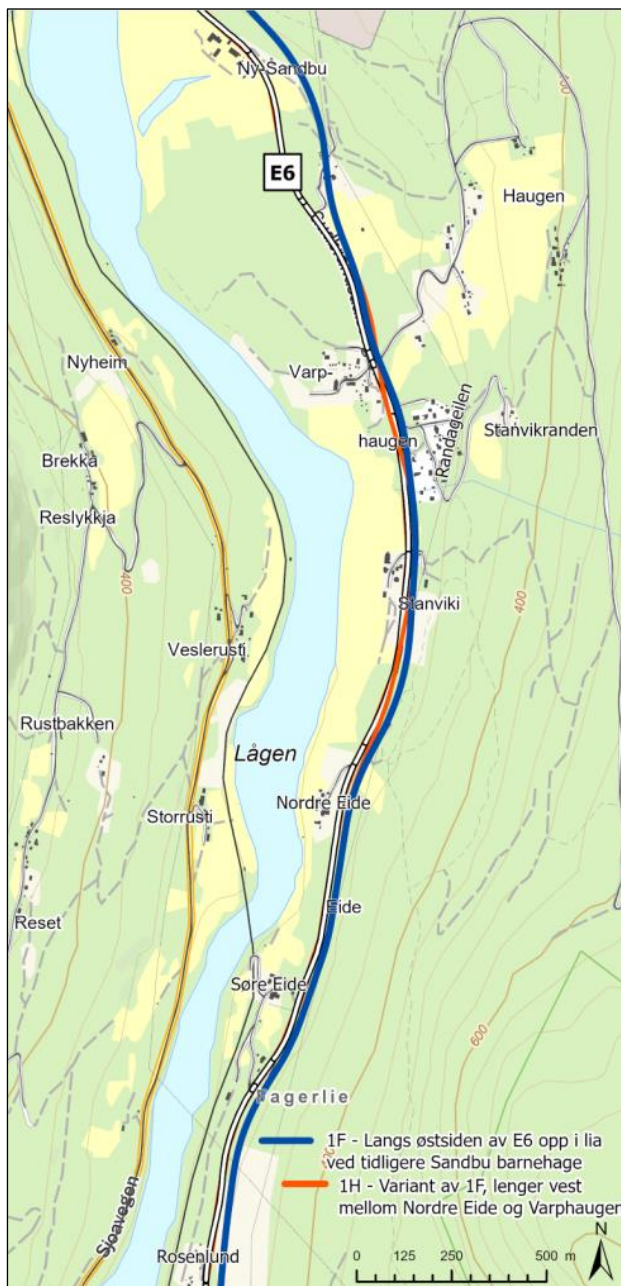 Ny-Sandbu
E6
Haugen
Nyheim
Varp-
haugen
Randageilen
Stanvikranden
Brekka
Reslykkja
400
400
Stanviki
Veslerusti
Rustbakken
Lågen
Nordre Eide
Storrusti
Eide
Reset
Søre Eide
600
Fagerlie
1F - Langs østsiden av E6 opp i lia
ved tidligere Sandbu barnehage
1H - Variant av 1F, lenger vest
mellom Nordre Eide og Varphaugen
Sjoavegen
Rosenlund
N
0 125 250 500 m